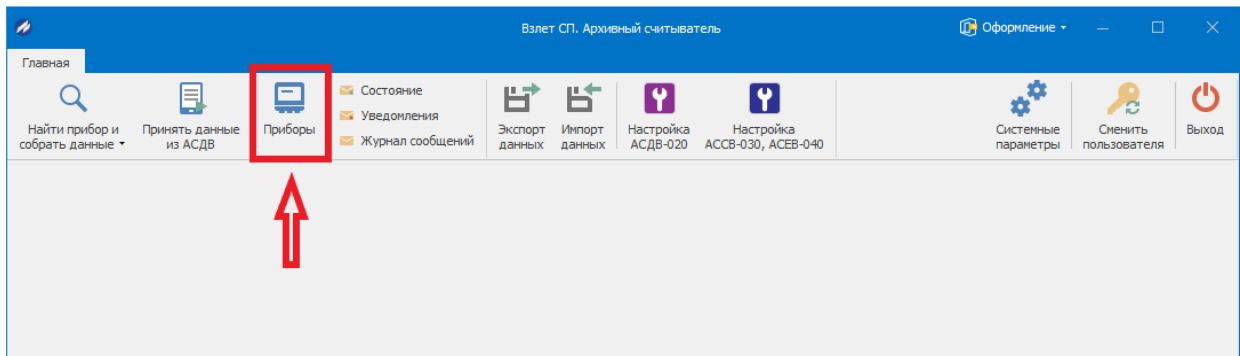 Взлет СП. Архивный считыватель
Оформление
Главная
Найти прибор и
собрать данные
Принять данные
из АСДВ
Приборы
Состояние
Уведомления
Журнал сообщений
Экспорт
данных
Импорт
данных
Настройка
АСДВ-020
Настройка
АССВ-030, АСЕВ-040
Системные
параметры
Сменить
пользователя
Выход